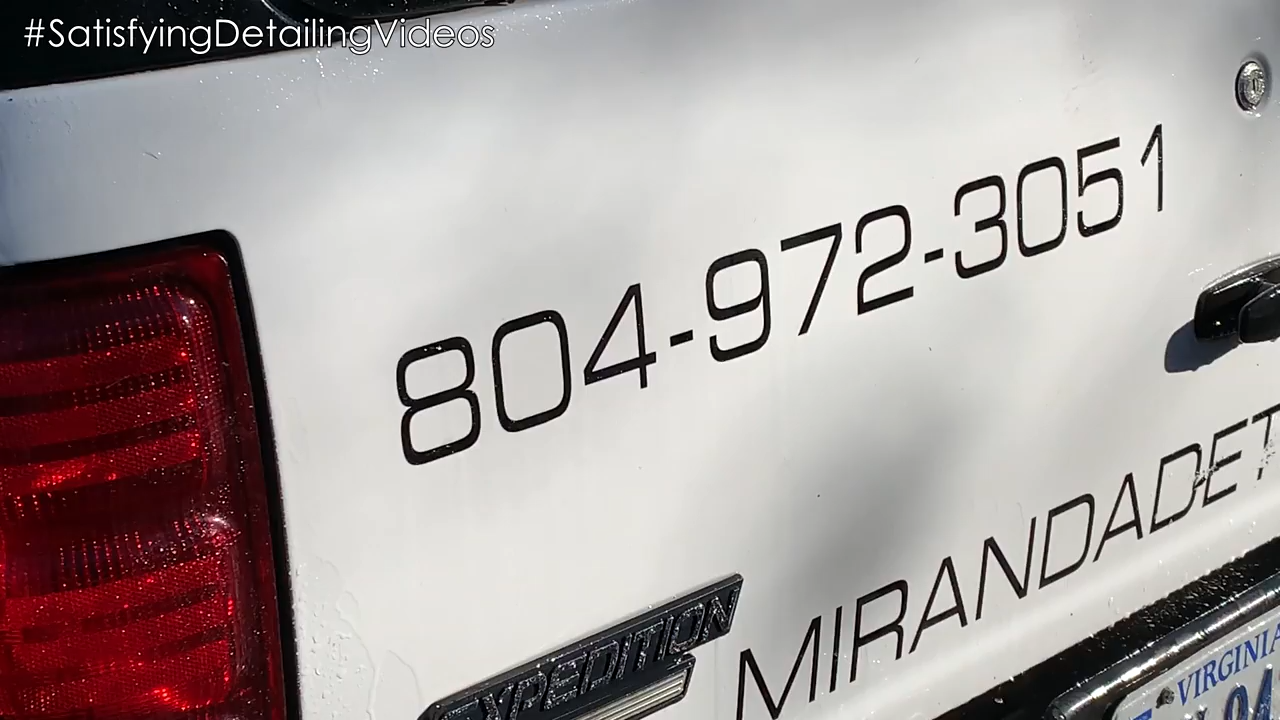 #SatisfyingDetailingVideos
804-972-3051
MIRANDADET
EXPEDITION
VIRGINIA